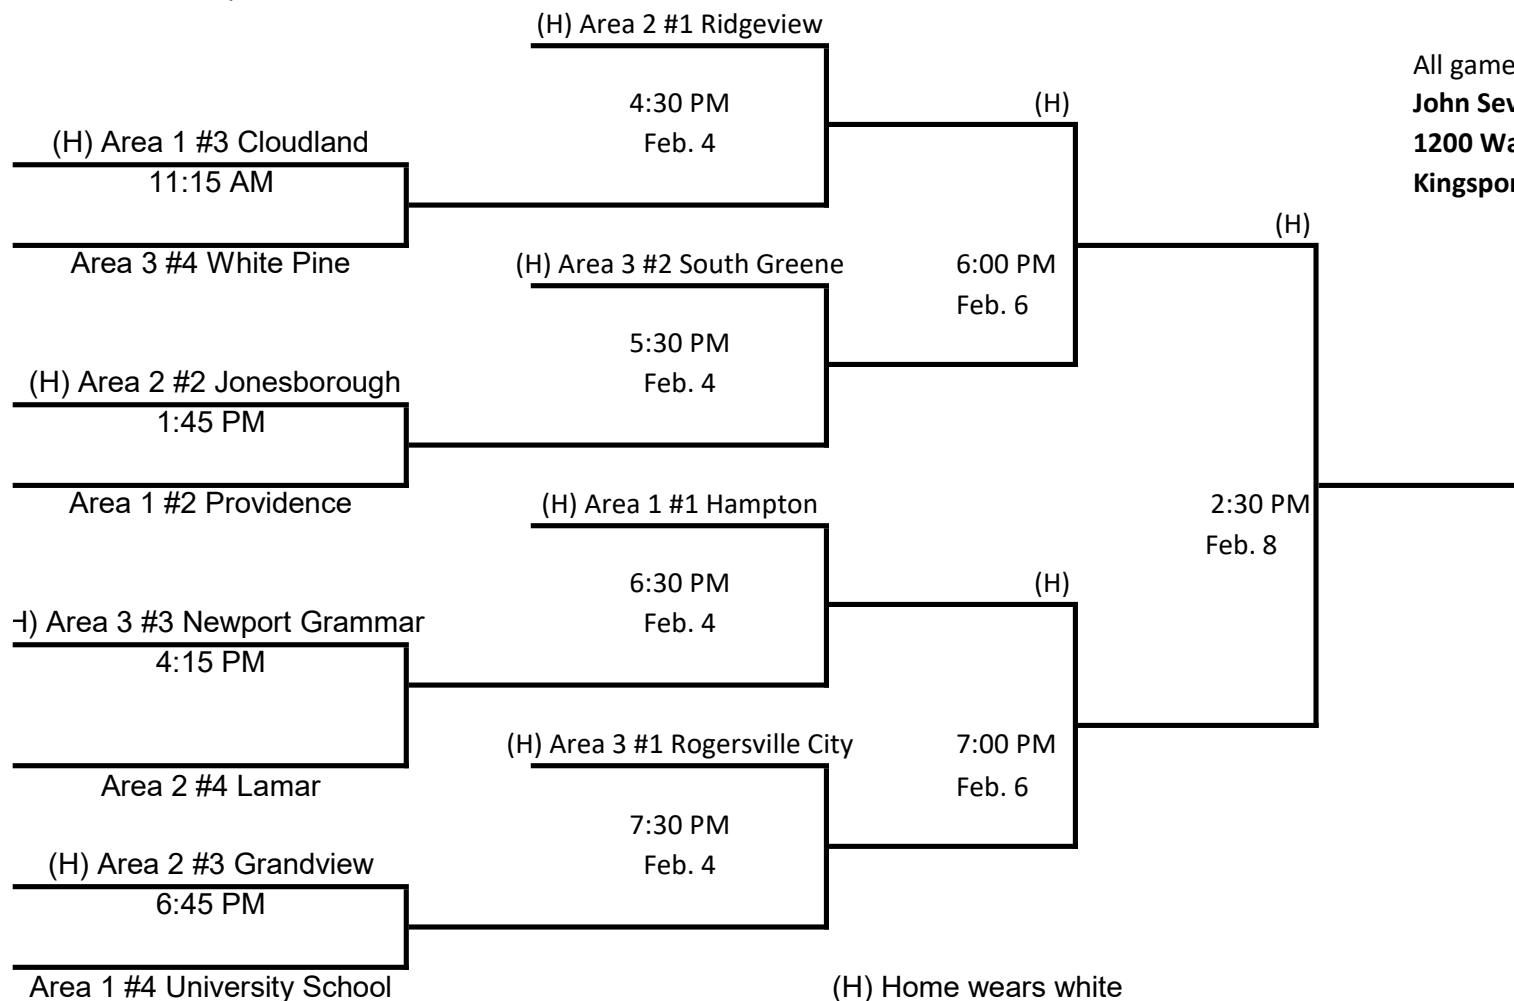 (H) Area 2 #1 Ridgeview
All game
4:30 PM
(H)
John Sev
(H) Area 1 #3 Cloudland
Feb. 4
1200 Wa
11:15 AM
Kingspor
(H)
Area 3 #4 White Pine
(H) Area 3 #2 South Greene
6:00 PM
Feb. 6
5:30 PM
(H) Area 2 #2 Jonesborough
Feb. 4
1:45 PM
Area 1 #2 Providence
(H) Area 1 #1 Hampton
2:30 PM
Feb. 8
6:30 PM
(H)
H) Area 3 #3 Newport Grammar
Feb. 4
4:15 PM
(H) Area 3 #1 Rogersville City
7:00 PM
Area 2 #4 Lamar
Feb. 6
7:30 PM
(H) Area 2 #3 Grandview
Feb. 4
6:45 PM
Area 1 #4 University School
(H) Home wears white